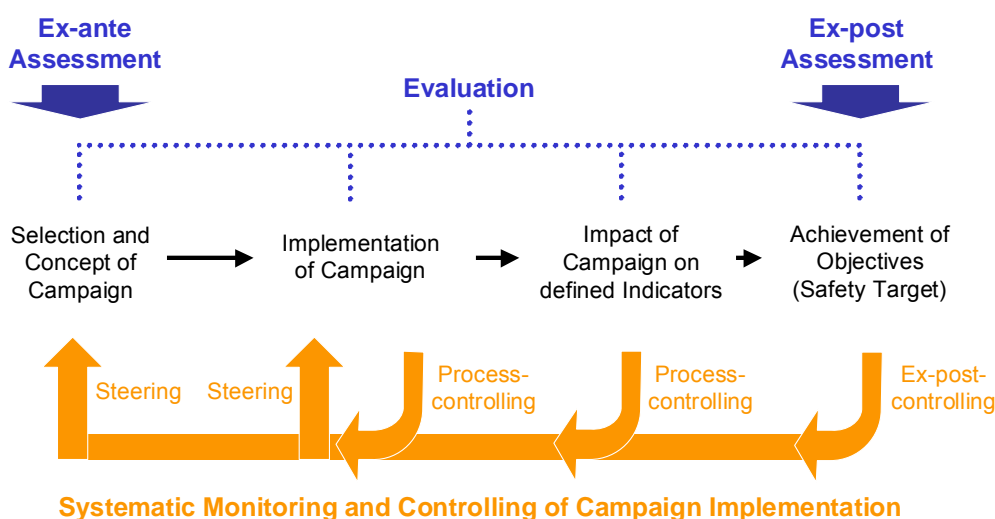 Ex-ante
Assessment
Ex-post
Assessment
Evaluation
Selection and
Concept of
Campaign
Implementation
of Campaign
Impact of
Campaign on
defined Indicators
Achievement of
Objectives
(Safety Target)
Steering
Steering
Process-
controlling
Process-
controlling
Ex-post-
controlling
Systematic Monitoring and Controlling of Campaign Implementation